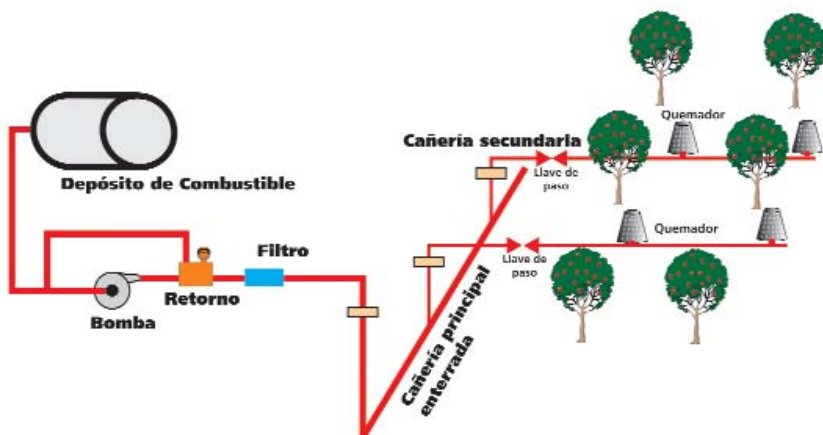 Depósito de Combustible
Bomba
Retorno
Filtro
Cañería principal
enterrada
Cañería secundaria
Llave de
paso
Quemador
Llave de
paso
Quemador